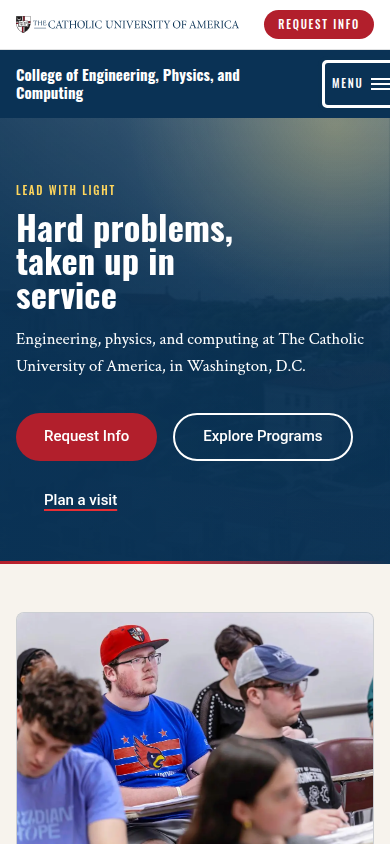 THE CATHOLIC UNIVERSITY OF AMERICA
REQUEST INFO
College of Engineering, Physics, and
Computing
MENU
LEAD WITH LIGHT
Hard problems,
taken up in
service
Engineering, physics, and computing at The Catholic
University of America, in Washington, D.C.
Request Info
Explore Programs
Plan a visit